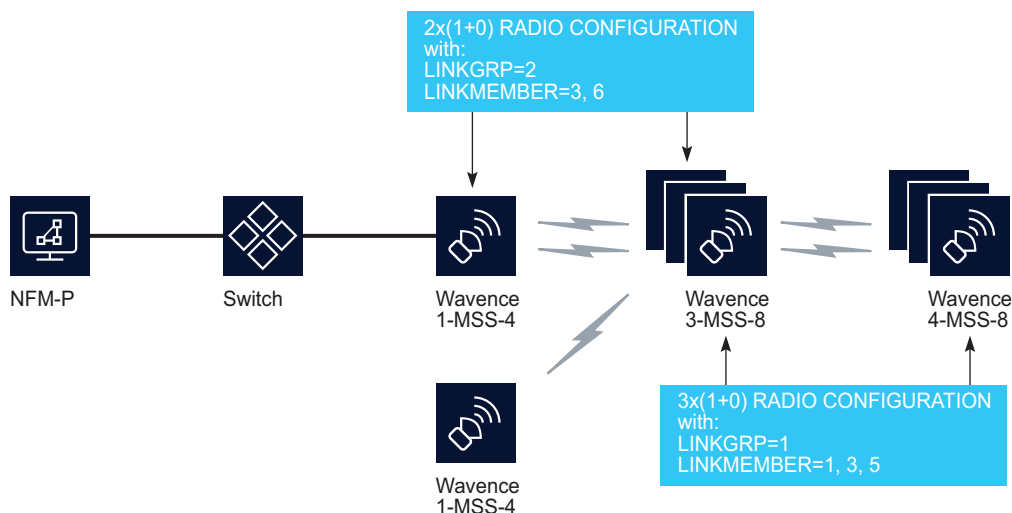 2x(1+0) RADIO CONFIGURATION
with:
LINKGRP=2
LINKMEMBER=3, 6
NFM-P
Switch
Wavence
1-MSS-4
Wavence
3-MSS-8
Wavence
4-MSS-8
3x(1+0) RADIO CONFIGURATION
with:
LINKGRP=1
LINKMEMBER=1, 3, 5
Wavence
1-MSS-4